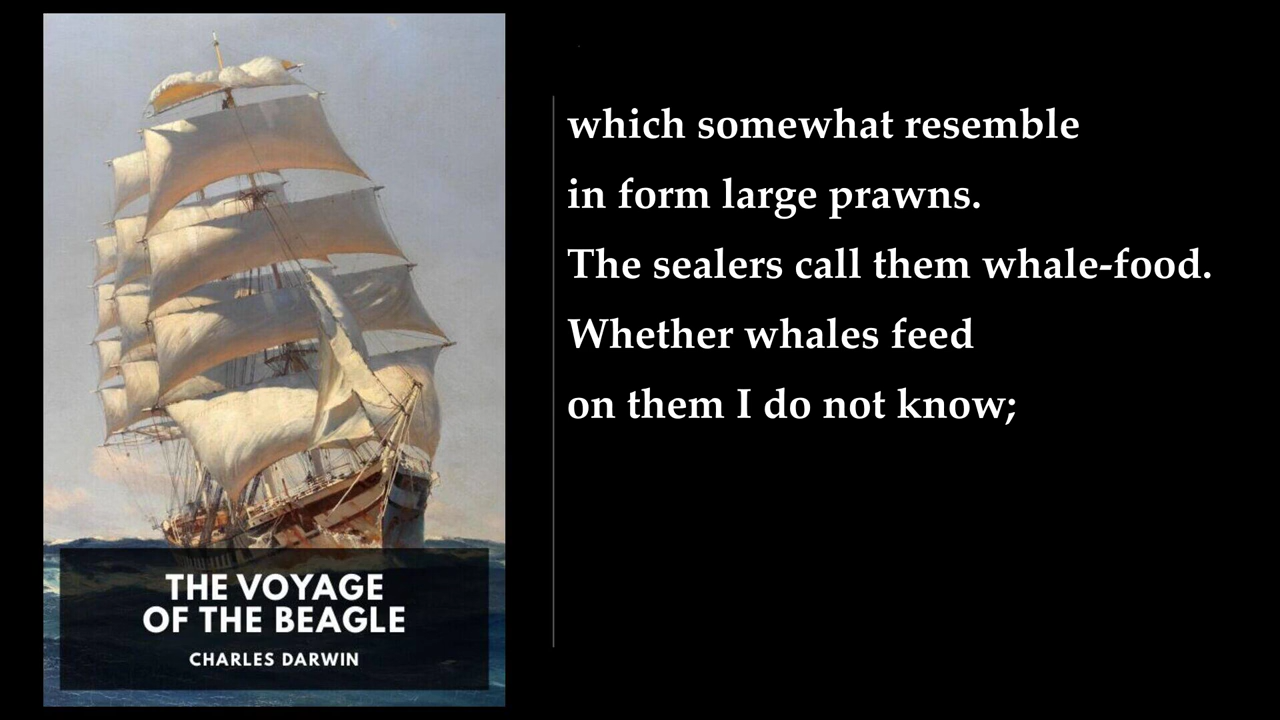 THE VOYAGE
OF THE BEAGLE
CHARLES DARWIN
which somewhat resemble
in form large prawns.
The sealers call them whale-food.
Whether whales feed
on them I do not know;